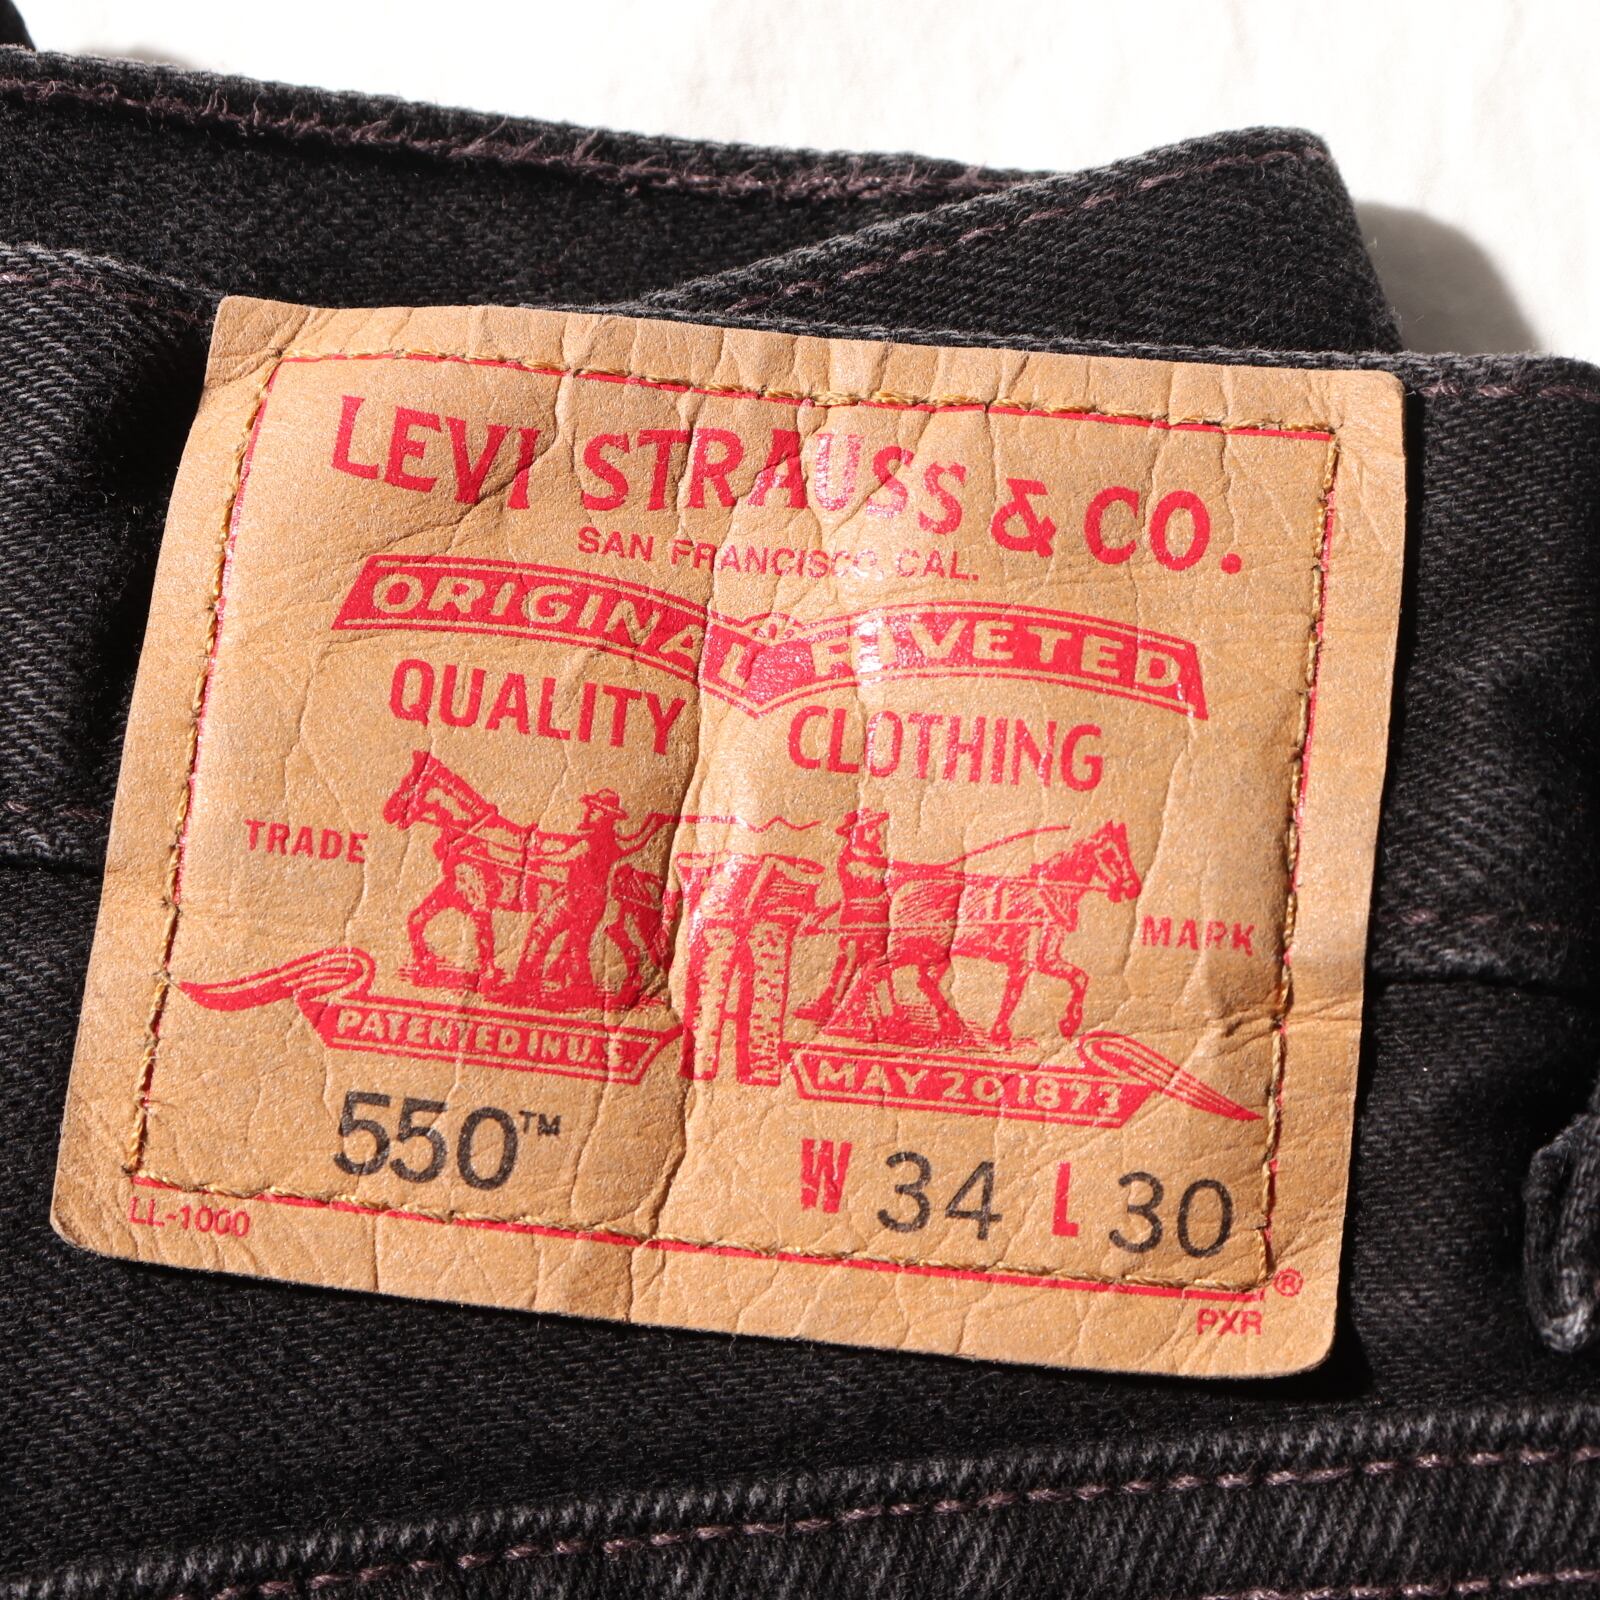 LEVI STRAUSS & CO.
SAN FRANCISCO, CAL.
ORIGINAL RIVETED
QUALITY CLOTHING
TRADE MARK
PATENTED IN U.S.
MAY 20 1873
550™ W 34 L 30
LL-1000 ®
PXR